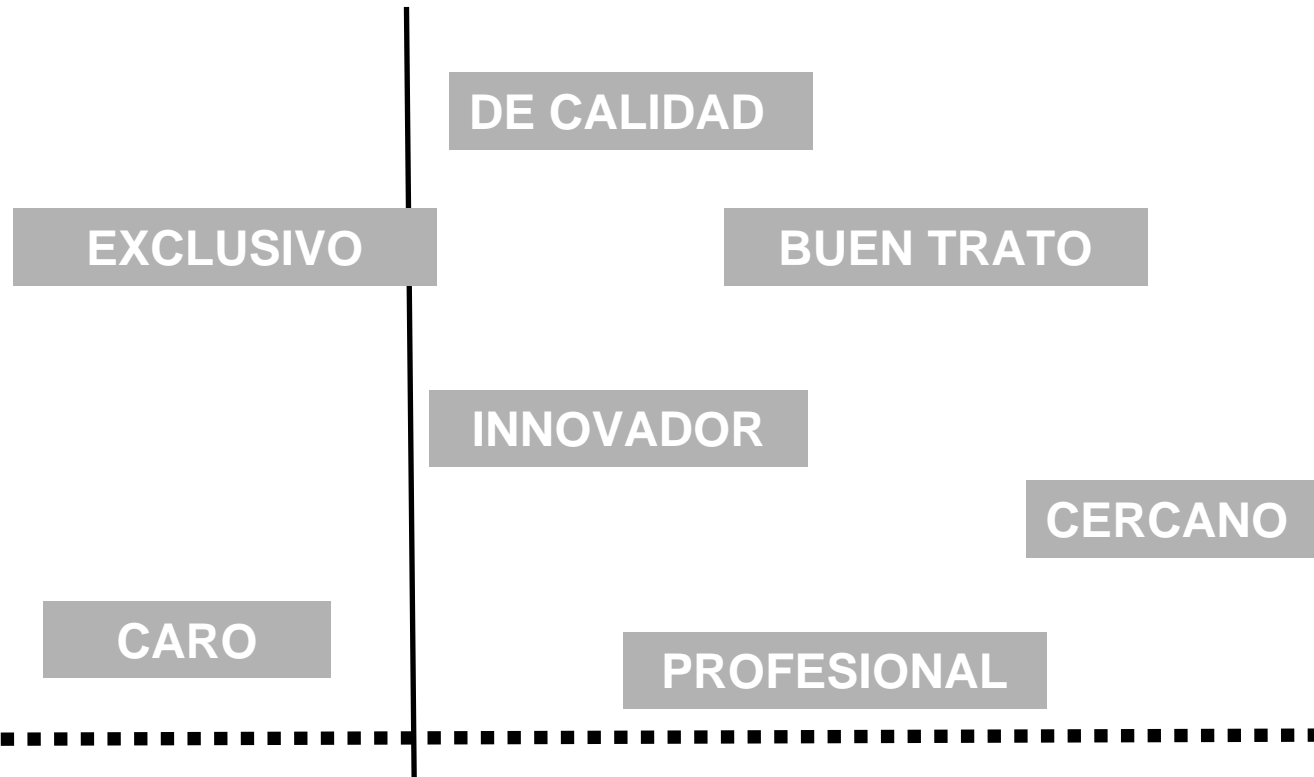 DE CALIDAD
EXCLUSIVO
BUEN TRATO
INNOVADOR
CERCANO
CARO
PROFESIONAL